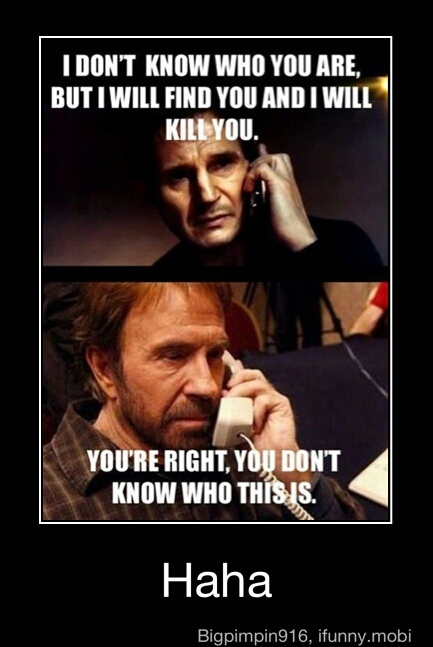 I DON'T KNOW WHO YOU ARE,
BUT I WILL FIND YOU AND I WILL
KILL YOU.
YOU'RE RIGHT, YOU DON'T
KNOW WHO THIS IS.
Haha
Bigpimpin916, ifunny.mobi